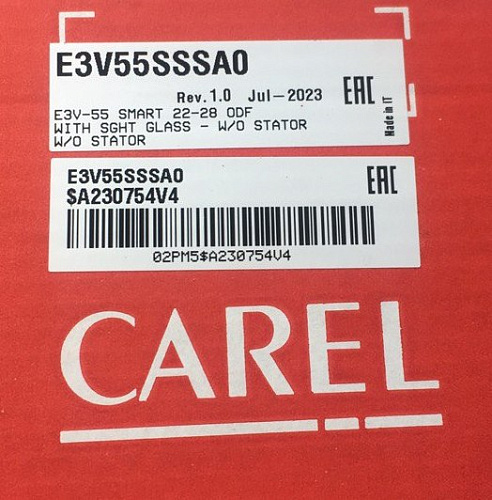 E3V55SSSA0
Rev.1.0 Jul-2023
EAC
Made in IT
E3V-55 SMART 22-28 ODF
WITH SGHT GLASS - W/O STATOR
W/O STATOR
E3V55SSSA0
EAC
$A230754V4
02PM5$A230754V4
CAREL